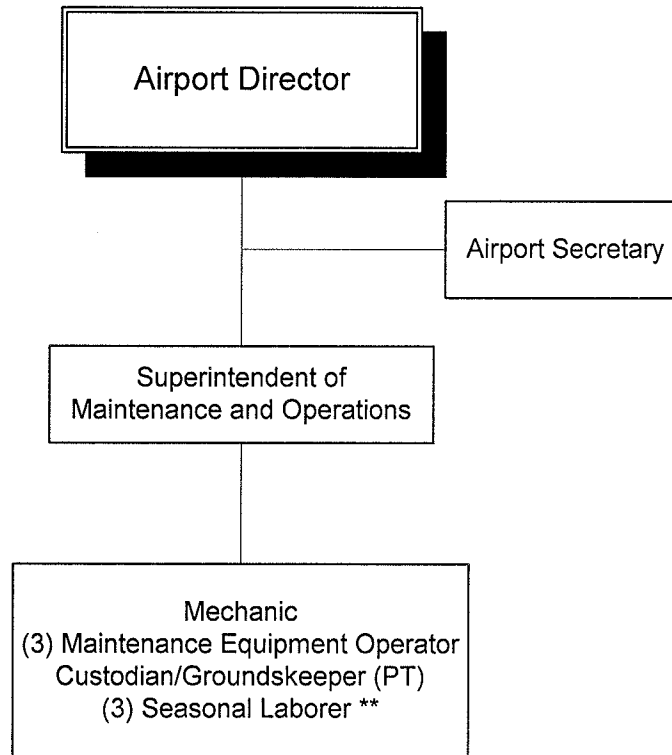 Airport Director
Airport Secretary
Superintendent of
Maintenance and Operations
Mechanic
(3) Maintenance Equipment Operator
Custodian/Groundskeeper (PT)
(3) Seasonal Laborer **